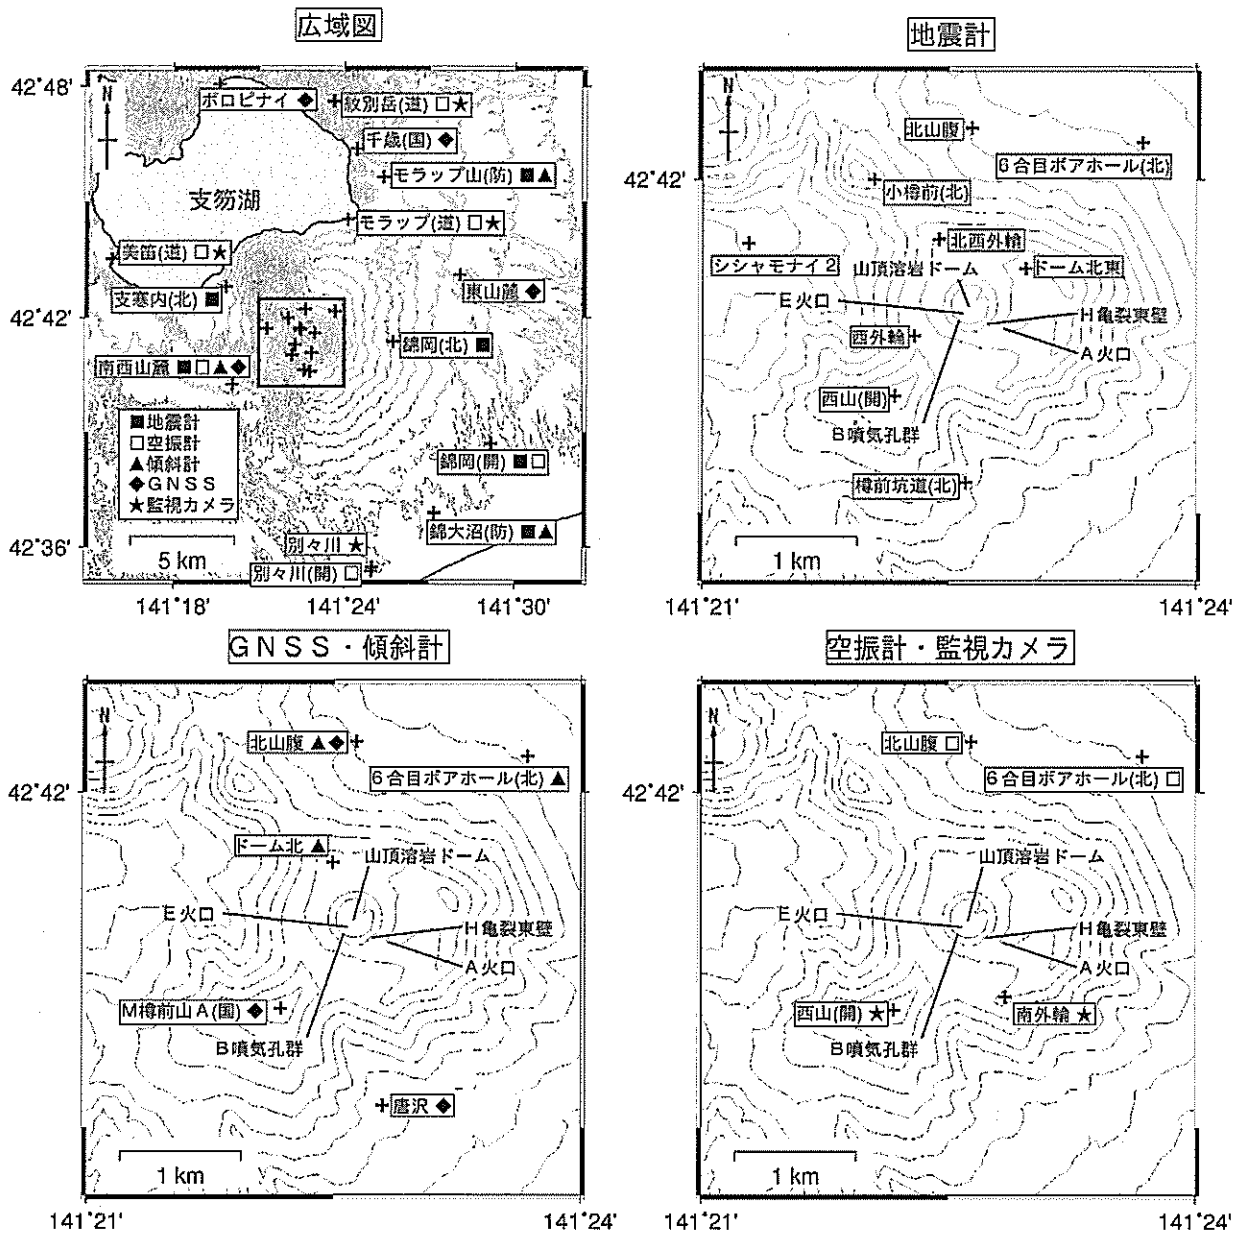 広域図
42°48'
42°42'
42°36'
141°18'
141°24'
141°30'
N
ポロピナイ ◆
紋別岳(道) □★
千歳(国) ◆
モラップ山(防) ■▲
支笏湖
モラップ(道) □★
美笛(道) □★
東山麓 ◆
支寒内(北) ■
錦岡(北) ■
南西山麓 ■□▲◆
■地震計
□空振計
▲傾斜計
◆GNSS
★監視カメラ
錦岡(開) ■□
錦大沼(防) ■▲
別々川 ★
別々川(開) □
5 km
地震計
42°42'
141°21'
141°24'
N
北山腹
6合目ボアホール(北)
小樽前(北)
北西外輪
シシャモナイ2
山頂溶岩ドーム
ドーム北東
E火口
H亀裂東壁
西外輪
A火口
西山(開)
B噴気孔群
樽前坑道(北)
1 km
GNSS・傾斜計
42°42'
141°21'
141°24'
N
北山腹 ▲◆
6合目ボアホール(北) ▲
ドーム北 ▲
山頂溶岩ドーム
E火口
H亀裂東壁
A火口
M樽前山A(国) ◆
B噴気孔群
唐沢 ◆
1 km
空振計・監視カメラ
42°42'
141°21'
141°24'
N
北山腹 □
6合目ボアホール(北) □
山頂溶岩ドーム
E火口
H亀裂東壁
A火口
西山(開) ★
南外輪 ★
B噴気孔群
1 km